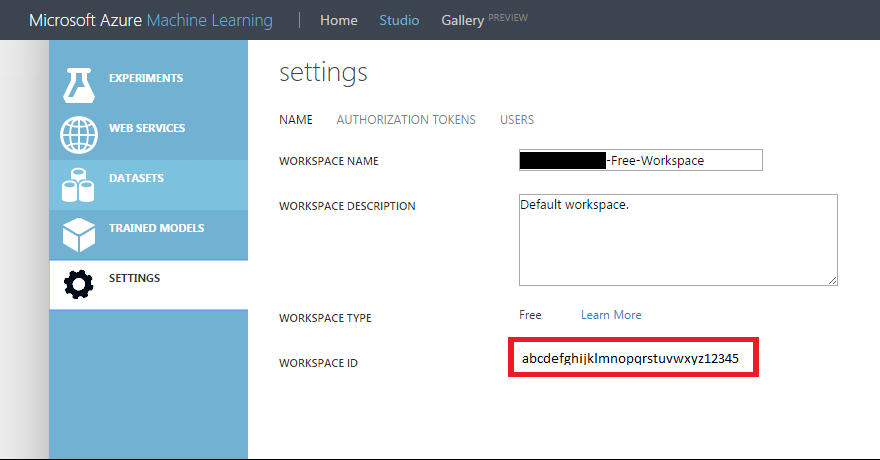 Microsoft Azure Machine Learning | Home Studio Gallery PREVIEW
EXPERIMENTS
WEB SERVICES
DATASETS
TRAINED MODELS
SETTINGS
settings
NAME AUTHORIZATION TOKENS USERS
WORKSPACE NAME -Free-Workspace
WORKSPACE DESCRIPTION Default workspace.
WORKSPACE TYPE Free Learn More
WORKSPACE ID abcdefghijklmnopqrstuvwxyz12345